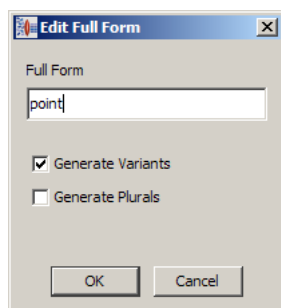 Edit Full Form
Full Form
point
Generate Variants
Generate Plurals
OK Cancel